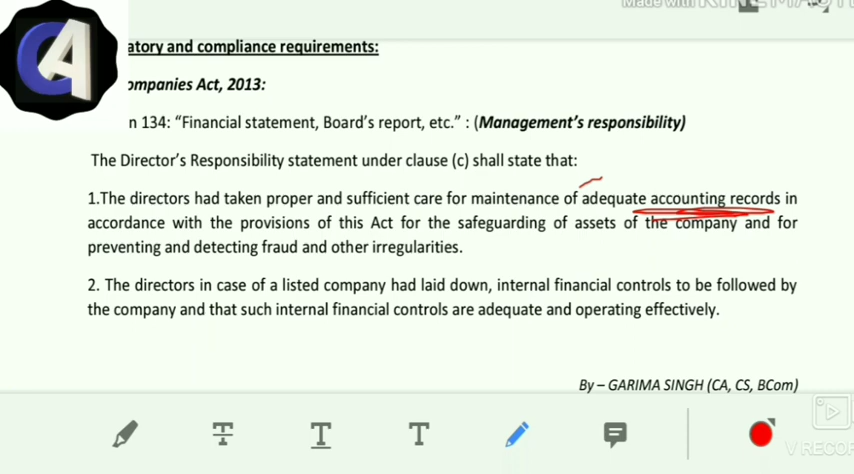 Made with KINEMAST
CA
atory and compliance requirements:
ompanies Act, 2013:
n 134: “Financial statement, Board’s report, etc.” : (Management’s responsibility)
The Director’s Responsibility statement under clause (c) shall state that:
1.The directors had taken proper and sufficient care for maintenance of adequate accounting records in
accordance with the provisions of this Act for the safeguarding of assets of the company and for
preventing and detecting fraud and other irregularities.
2. The directors in case of a listed company had laid down, internal financial controls to be followed by
the company and that such internal financial controls are adequate and operating effectively.
By – GARIMA SINGH (CA, CS, BCom)
T T T
V RECOR